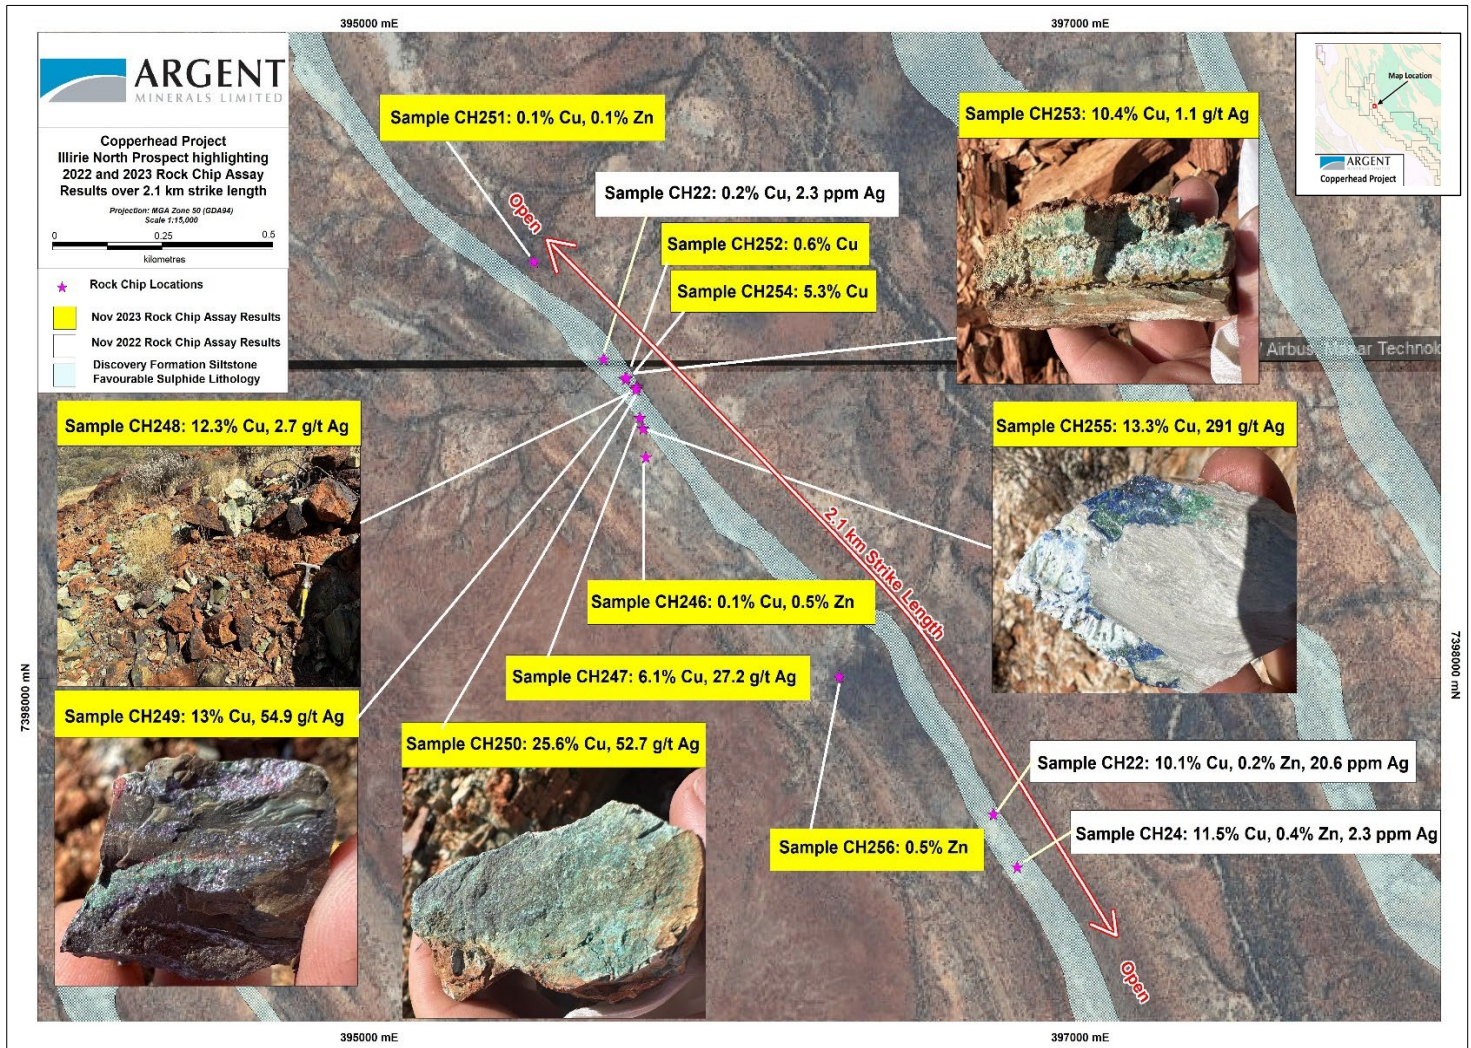 395000 mE
397000 mE
ARGENT
MINERALS LIMITED
Copperhead Project
Illirie North Prospect highlighting
2022 and 2023 Rock Chip Assay
Results over 2.1 km strike length
Projection: MGA Zone 50 (GDA94)
Scale 1:15,000
0 0.25 0.5
kilometres
Rock Chip Locations
Nov 2023 Rock Chip Assay Results
Nov 2022 Rock Chip Assay Results
Discovery Formation Siltstone
Favourable Sulphide Lithology
Map Location
ARGENT
Copperhead Project
Sample CH251: 0.1% Cu, 0.1% Zn
Sample CH253: 10.4% Cu, 1.1 g/t Ag
Open
Sample CH22: 0.2% Cu, 2.3 ppm Ag
Sample CH252: 0.6% Cu
Sample CH254: 5.3% Cu
Airbus, Maxar Technolo
Sample CH248: 12.3% Cu, 2.7 g/t Ag
Sample CH255: 13.3% Cu, 291 g/t Ag
2.1 km Strike Length
Sample CH246: 0.1% Cu, 0.5% Zn
7398000 mN
7398000 mN
Sample CH247: 6.1% Cu, 27.2 g/t Ag
Sample CH249: 13% Cu, 54.9 g/t Ag
Sample CH250: 25.6% Cu, 52.7 g/t Ag
Sample CH22: 10.1% Cu, 0.2% Zn, 20.6 ppm Ag
Sample CH24: 11.5% Cu, 0.4% Zn, 2.3 ppm Ag
Sample CH256: 0.5% Zn
Open
395000 mE
397000 mE